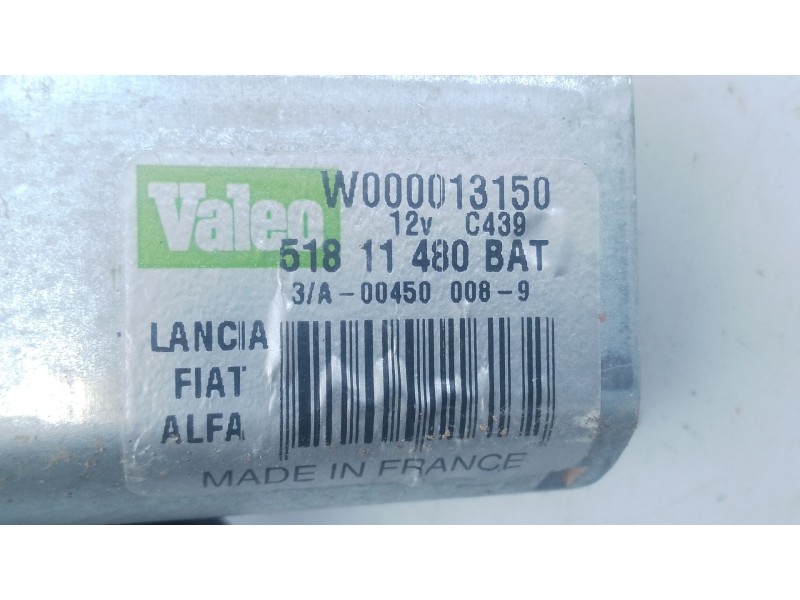 Valeo
W000013150
12v C439
518 11 480 BAT
3/A-00450 008-9
LANCIA
FIAT
ALFA
MADE IN FRANCE